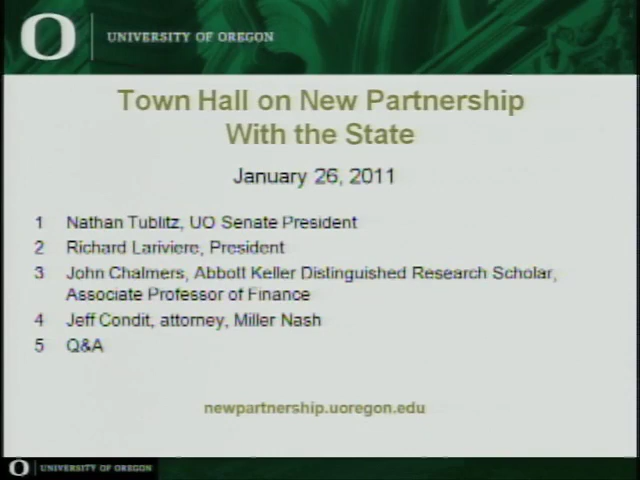 O
UNIVERSITY OF OREGON
Town Hall on New Partnership
With the State
January 26, 2011
1 Nathan Tublitz, UO Senate President
2 Richard Lariviere, President
3 John Chalmers, Abbott Keller Distinguished Research Scholar,
Associate Professor of Finance
4 Jeff Condit, attorney, Miller Nash
5 Q&A
newpartnership.uoregon.edu
O UNIVERSITY OF OREGON